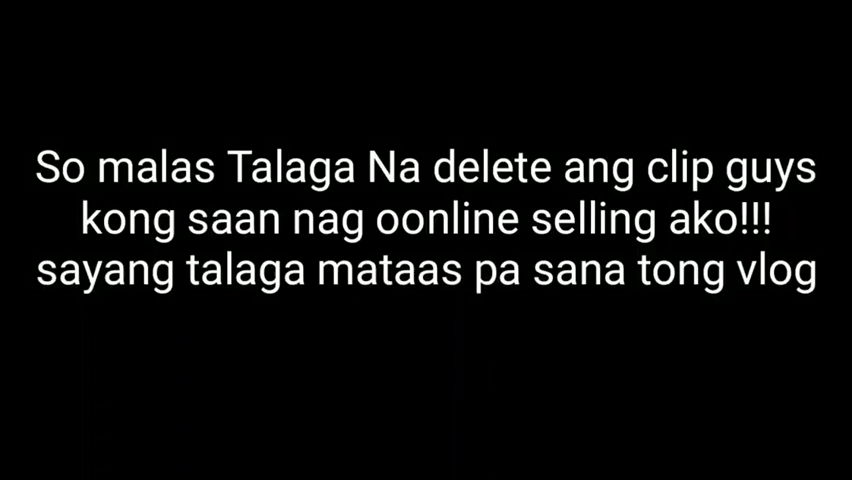 So malas Talaga Na delete ang clip guys
kong saan nag oonline selling ako!!!
sayang talaga mataas pa sana tong vlog